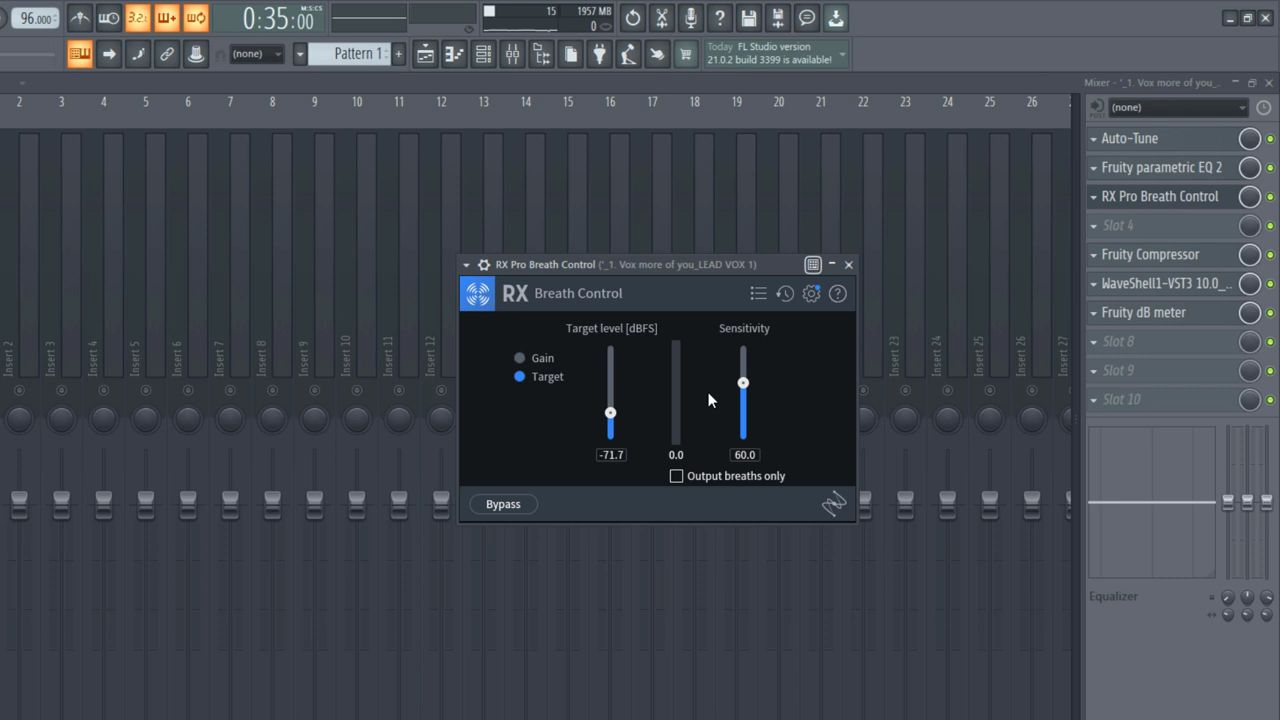 96.000
3.2.
0:35:00
M:S:CS
15
1957 MB
0
(none)
Pattern 1
+
Today FL Studio version
21.0.2 build 3399 is available!
2 3 4 5 6 7 8 9 10 11 12 13 14 15 16 17 18 19 20 21 22 23 24 25 26
Mixer - '_1. Vox more of you_..
POST
(none)
Auto-Tune
Fruity parametric EQ 2
RX Pro Breath Control
Slot 4
Fruity Compressor
WaveShell1-VST3 10.0_..
Fruity dB meter
Slot 8
Slot 9
Slot 10
Insert 2
Insert 3
Insert 4
Insert 5
Insert 6
Insert 7
Insert 8
Insert 9
Insert 10
Insert 11
Insert 12
Insert 22
Insert 23
Insert 24
Insert 25
Insert 26
Insert 27
RX Pro Breath Control ('_1. Vox more of you_LEAD VOX 1)
RX Breath Control
Target level [dBFS]
Sensitivity
Gain
Target
-71.7
0.0
60.0
Output breaths only
Bypass
Equalizer